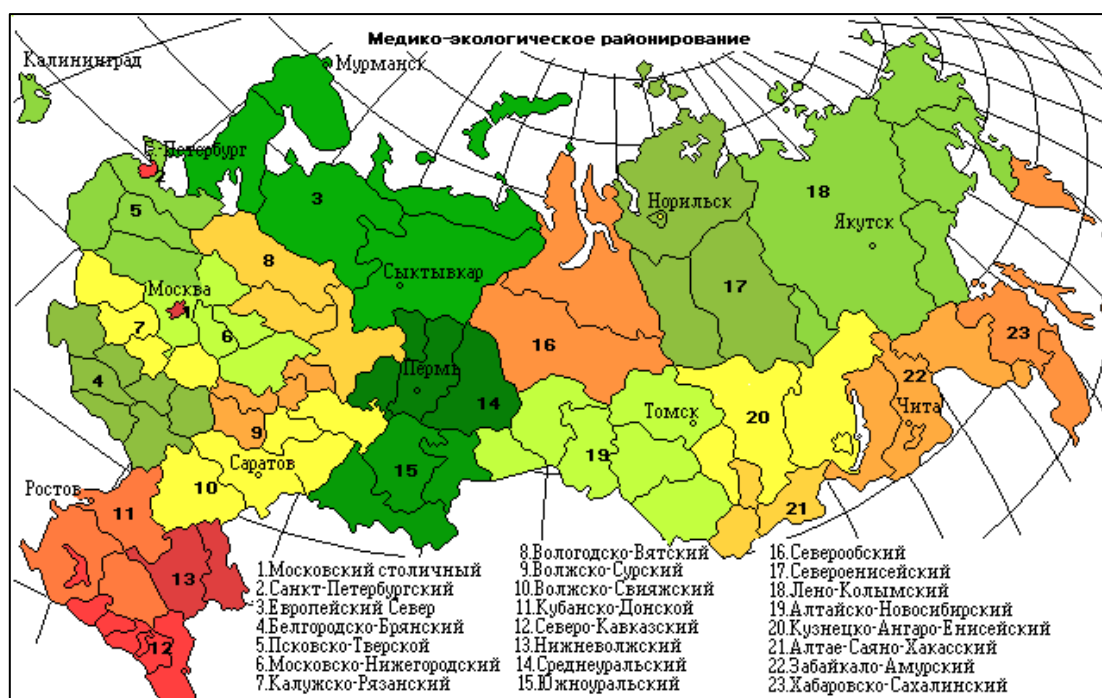 Медико-экологическое районирование
Калининград
Мурманск
Петербург
2
3
5
18
Норильск
Якутск
8
Сыктывкар
17
Москва
1
7
6
16
23
4
Пермь
14
22
Томск
20
Чита
9
19
Саратов
15
Ростов
10
21
11
13
12
1.Московский столичный
2.Санкт-Петербургский
3.Европейский Север
4.Белгородско-Брянский
5.Псковско-Тверской
6.Московско-Нижегородский
7.Калужско-Рязанский
8.Вологодско-Вятский
9.Волжско-Сурский
10.Волжско-Свияжский
11.Кубанско-Донской
12.Северо-Кавказский
13.Нижневолжский
14.Среднеуральский
15.Южноуральский
16.Северообский
17.Североенисейский
18.Лено-Колымский
19.Алтайско-Новосибирский
20.Кузнецко-Ангаро-Енисейский
21.Алтае-Саяно-Хакасский
22.Забайкало-Амурский
23.Хабаровско-Сахалинский